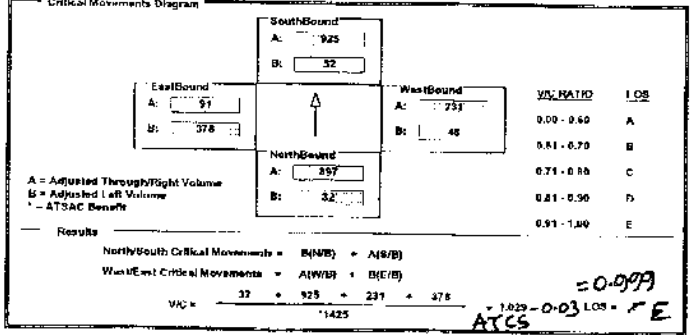 Critical Movements Diagram
SouthBound
A: 925
B: 32
EastBound
A: 91
B: 378
WestBound
A: 231
B: 48
V/C RATIO LOS
0.00 - 0.60 A
0.61 - 0.70 B
0.71 - 0.80 C
0.81 - 0.90 D
0.91 - 1.00 E
NorthBound
A: 897
B: 32
A = Adjusted Through/Right Volume
B = Adjusted Left Volume
* = ATSAC Benefit
Results
North/South Critical Movements = B(N/B) + A(S/B)
West/East Critical Movements = A(W/B) + B(E/B)
V/C = 32 + 925 + 231 + 378
*1425
= 1.029 - 0.03 LOS = E
= 0.999
ATCS